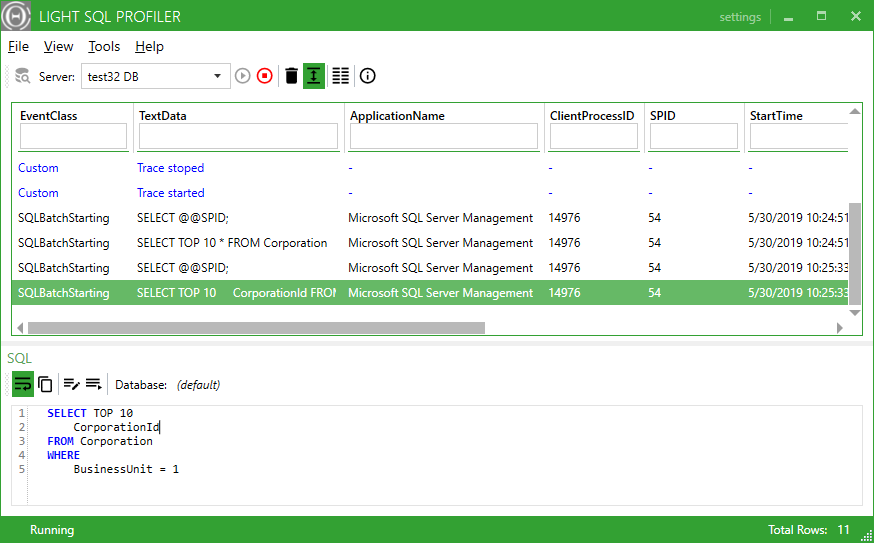 LIGHT SQL PROFILER settings
File View Tools Help
Server: test32 DB
EventClass TextData ApplicationName ClientProcessID SPID StartTime
Custom Trace stoped - - - -
Custom Trace started - - - -
SQLBatchStarting SELECT @@SPID; Microsoft SQL Server Management 14976 54 5/30/2019 10:24:51
SQLBatchStarting SELECT TOP 10 * FROM Corporation Microsoft SQL Server Management 14976 54 5/30/2019 10:24:51
SQLBatchStarting SELECT @@SPID; Microsoft SQL Server Management 14976 54 5/30/2019 10:25:33
SQLBatchStarting SELECT TOP 10 CorporationId FROM Microsoft SQL Server Management 14976 54 5/30/2019 10:25:33
SQL
Database: (default)
1 SELECT TOP 10
2 CorporationId
3 FROM Corporation
4 WHERE
5 BusinessUnit = 1
Running Total Rows: 11